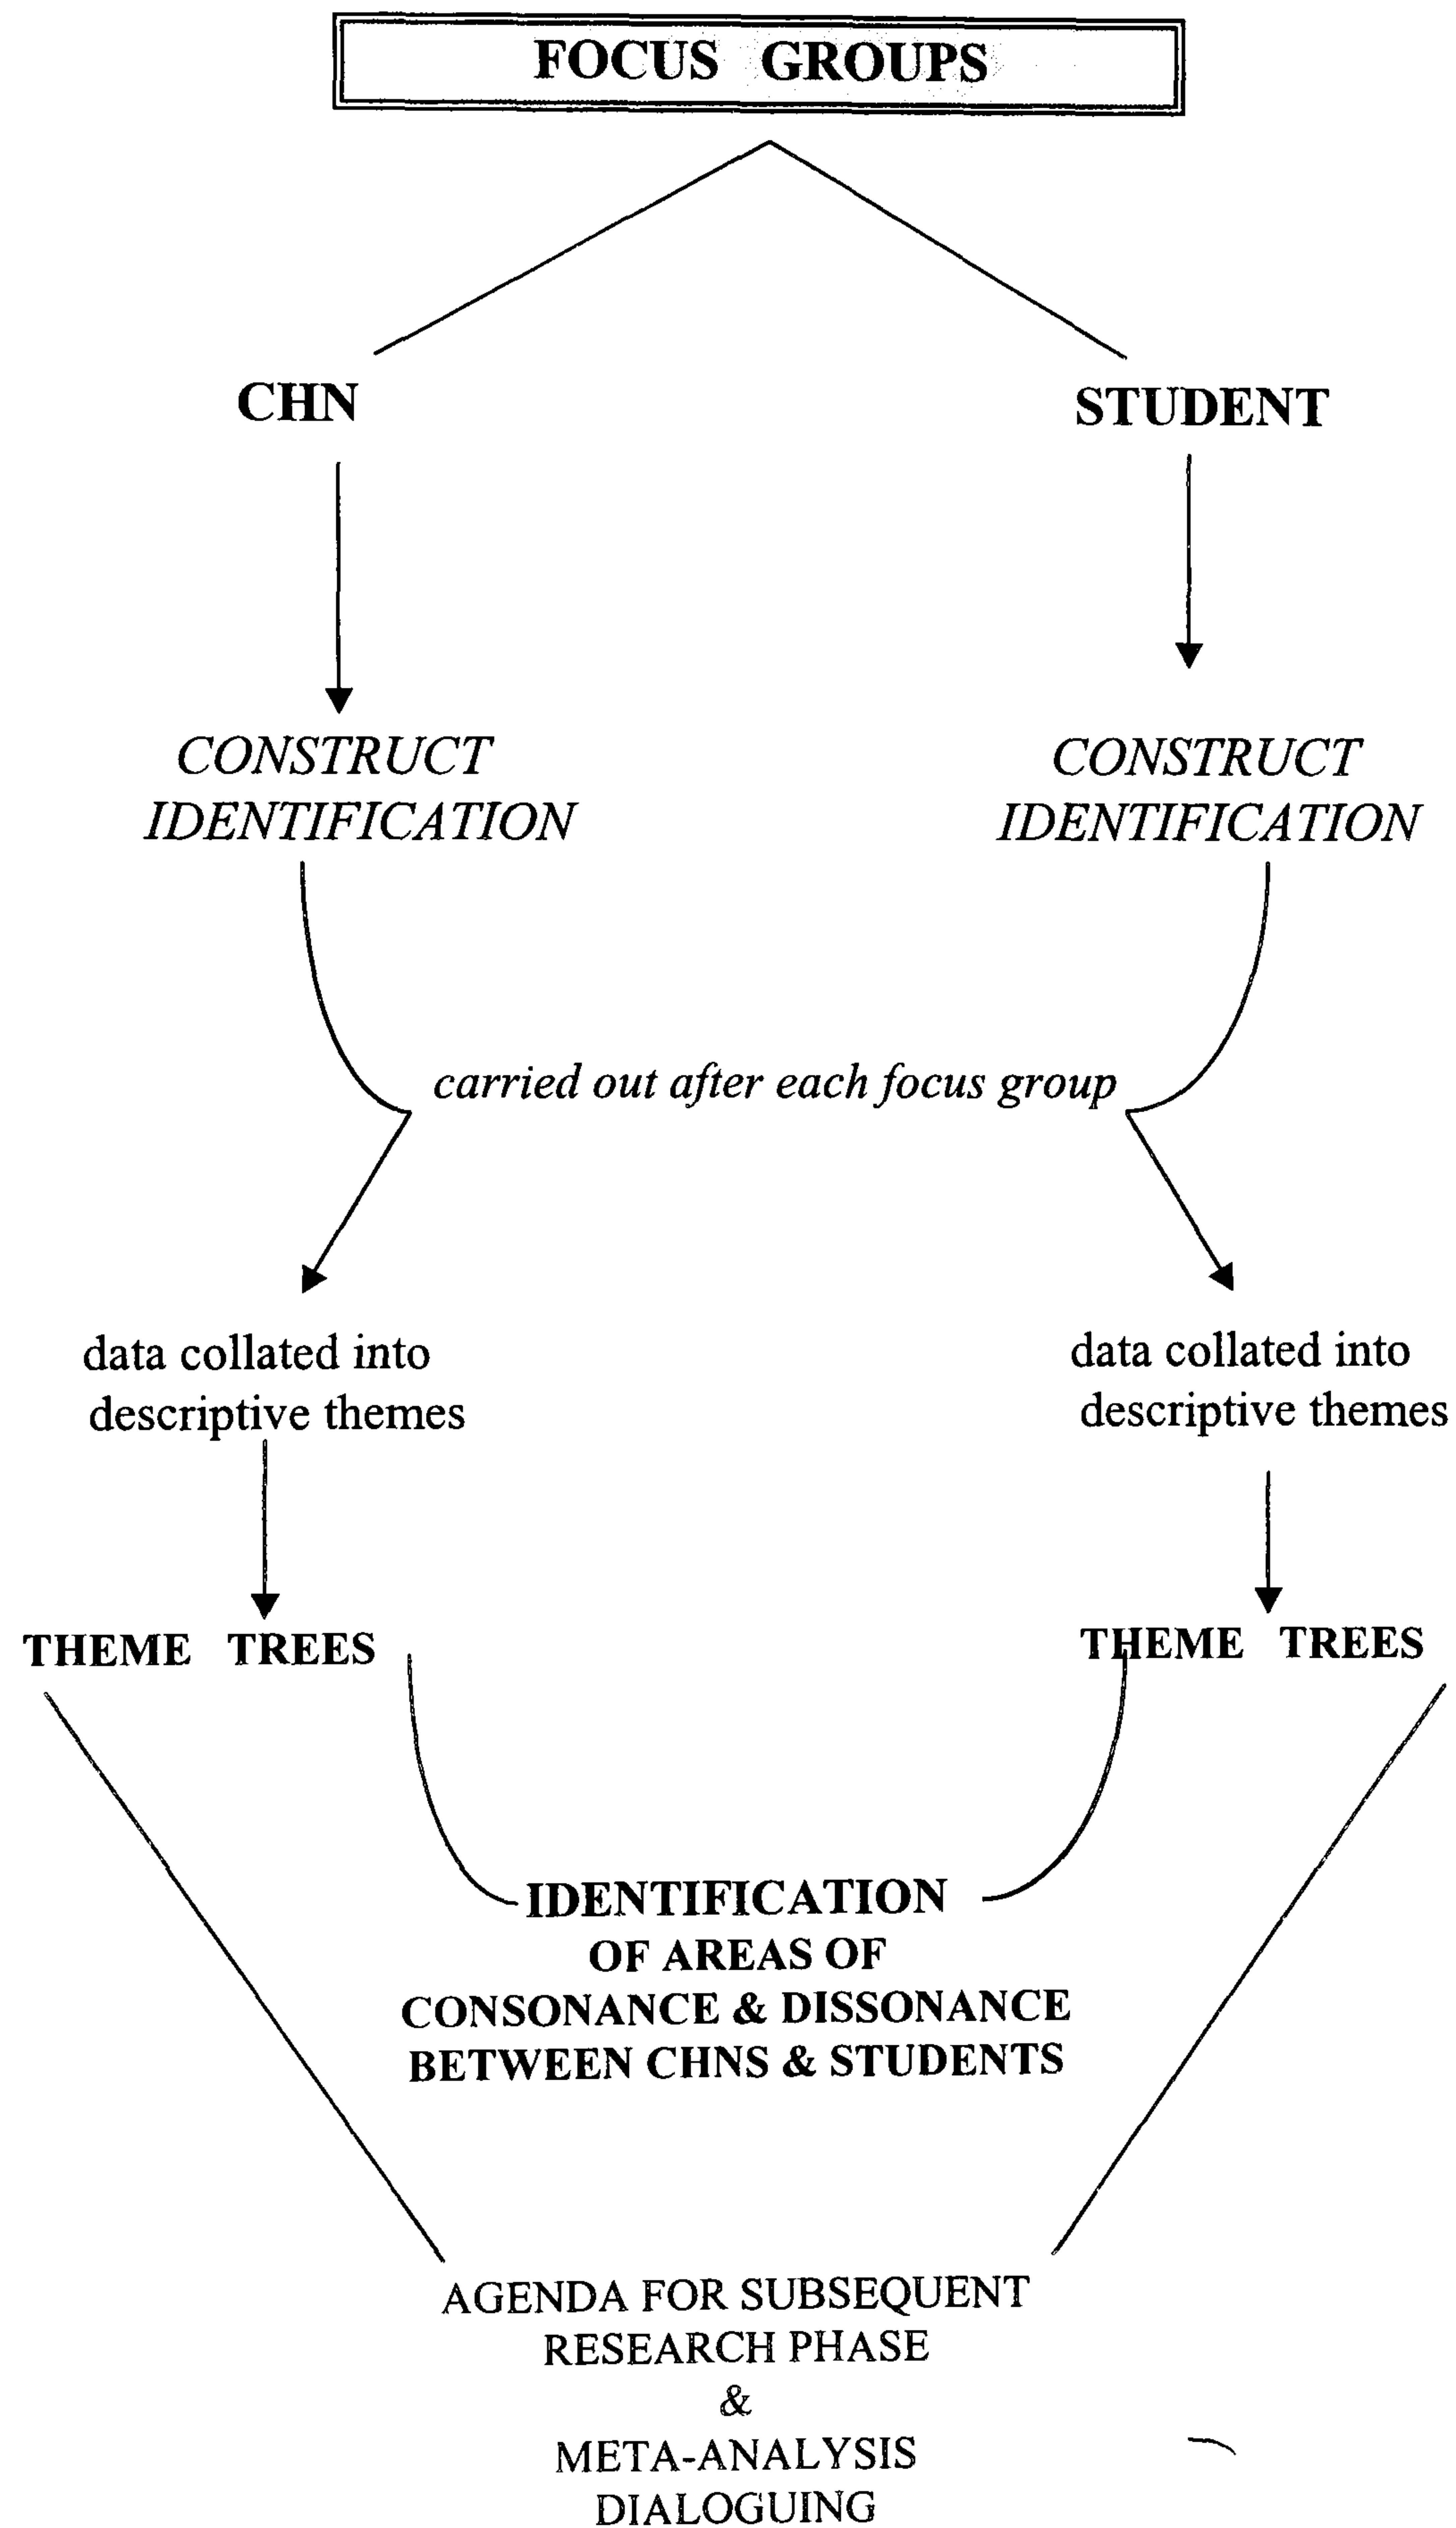 FOCUS GROUPS
CHN
STUDENT
CONSTRUCT
IDENTIFICATION
CONSTRUCT
IDENTIFICATION
carried out after each focus group
data collated into
descriptive themes
data collated into
descriptive themes
THEME TREES
THEME TREES
IDENTIFICATION
OF AREAS OF
CONSONANCE & DISSONANCE
BETWEEN CHNS & STUDENTS
AGENDA FOR SUBSEQUENT
RESEARCH PHASE
&
META-ANALYSIS
DIALOGUING